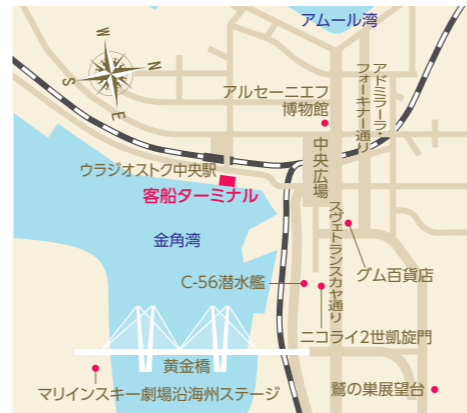 アムール湾
W
N
S
E
アルセーニエフ
博物館
アドミラーラ・
フォーキナー通り
中央広場
ウラジオストク中央駅
客船ターミナル
金角湾
スヴェトランスカヤ通り
グム百貨店
C-56潜水艦
ニコライ2世凱旋門
黄金橋
マリインスキー劇場沿海州ステージ
鷲の巣展望台